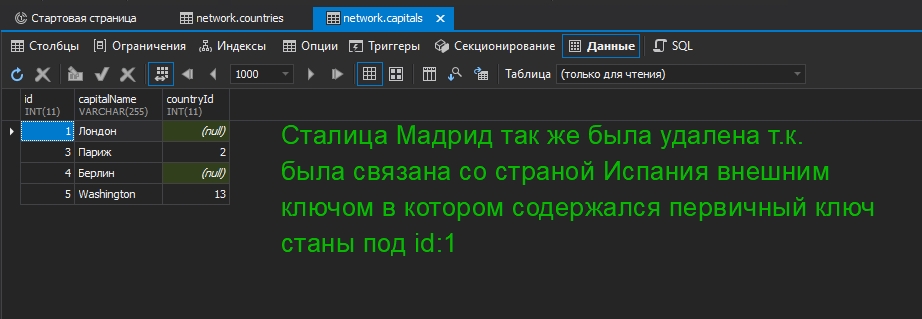 Стартовая страница network.countries network.capitals
Столбцы Ограничения Индексы Опции Триггеры Секционирование Данные SQL
1000 Таблица (только для чтения)
id capitalName countryId
INT(11) VARCHAR(255) INT(11)
1 Лондон (null)
3 Париж 2
4 Берлин (null)
5 Washington 13
Сталица Мадрид так же была удалена т.к.
была связана со страной Испания внешним
ключом в котором содержался первичный ключ
станы под id:1